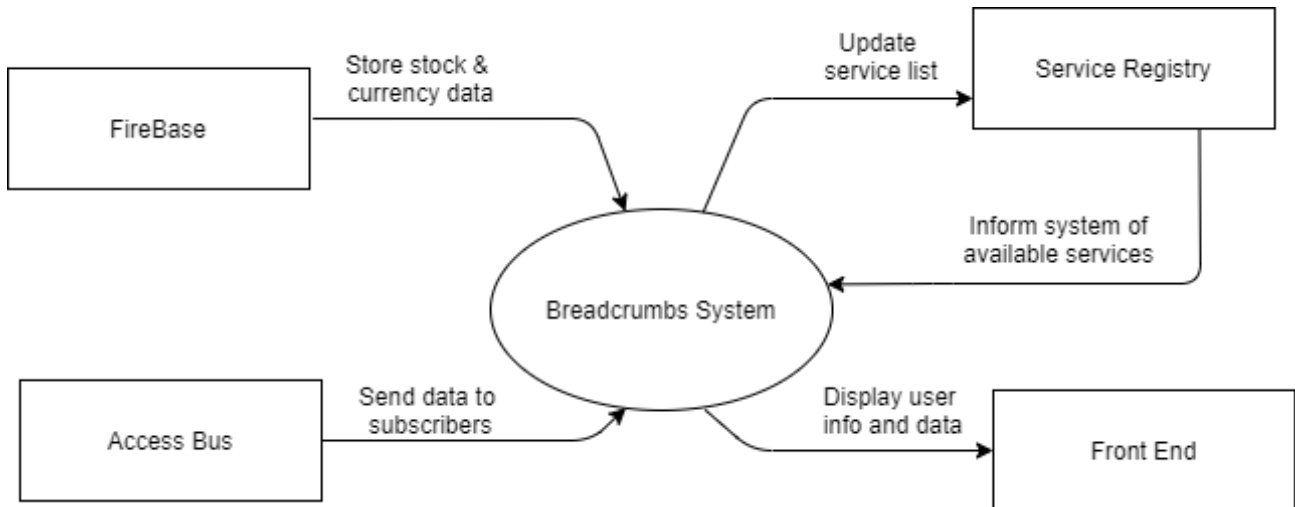 Store stock &
currency data
FireBase
Update
service list
Service Registry
Inform system of
available services
Breadcrumbs System
Access Bus
Send data to
subscribers
Display user
info and data
Front End